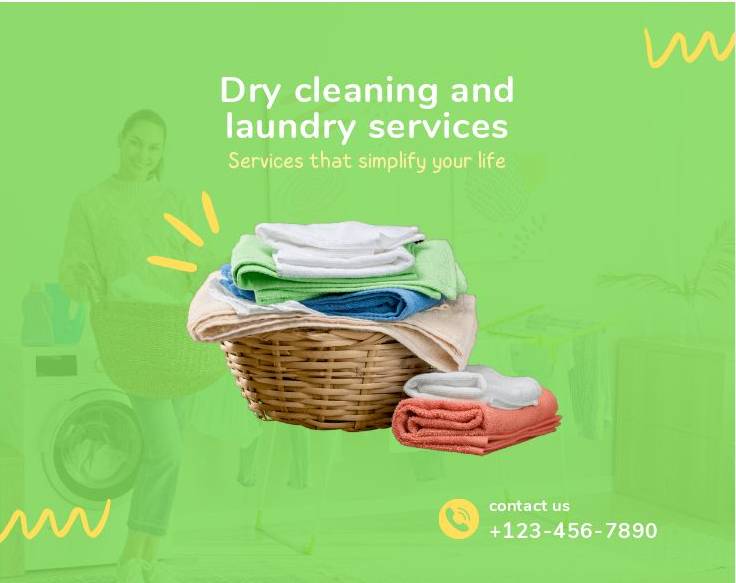 Dry cleaning and
laundry services
Services that simplify your life
contact us
+123-456-7890